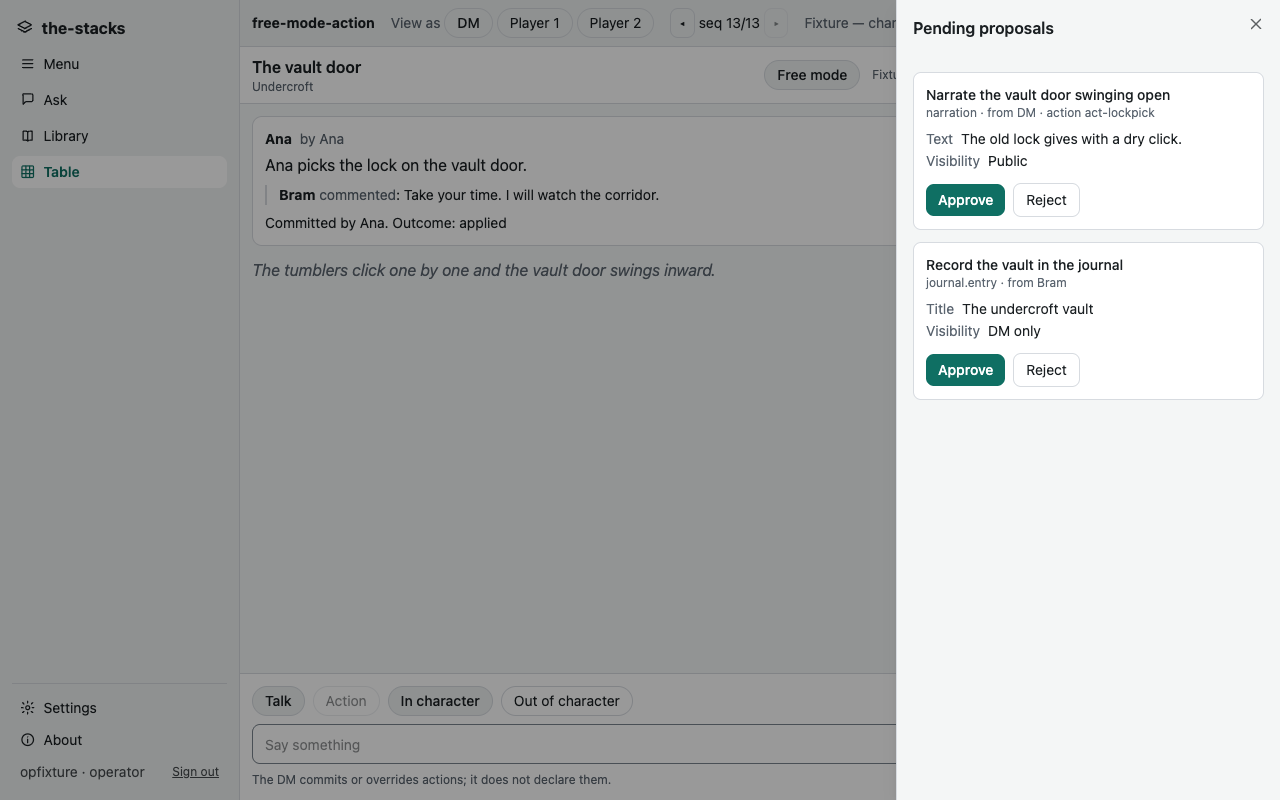 the-stacks
Menu
Ask
Library
Table
Settings
About
opfixture · operator Sign out
free-mode-action View as DM Player 1 Player 2 seq 13/13 Fixture — char
The vault door
Undercroft
Free mode Fixtu
Ana by Ana
Ana picks the lock on the vault door.
Bram commented: Take your time. I will watch the corridor.
Committed by Ana. Outcome: applied
The tumblers click one by one and the vault door swings inward.
Talk Action In character Out of character
Say something
The DM commits or overrides actions; it does not declare them.
Pending proposals
Narrate the vault door swinging open
narration · from DM · action act-lockpick
Text The old lock gives with a dry click.
Visibility Public
Approve Reject
Record the vault in the journal
journal.entry · from Bram
Title The undercroft vault
Visibility DM only
Approve Reject